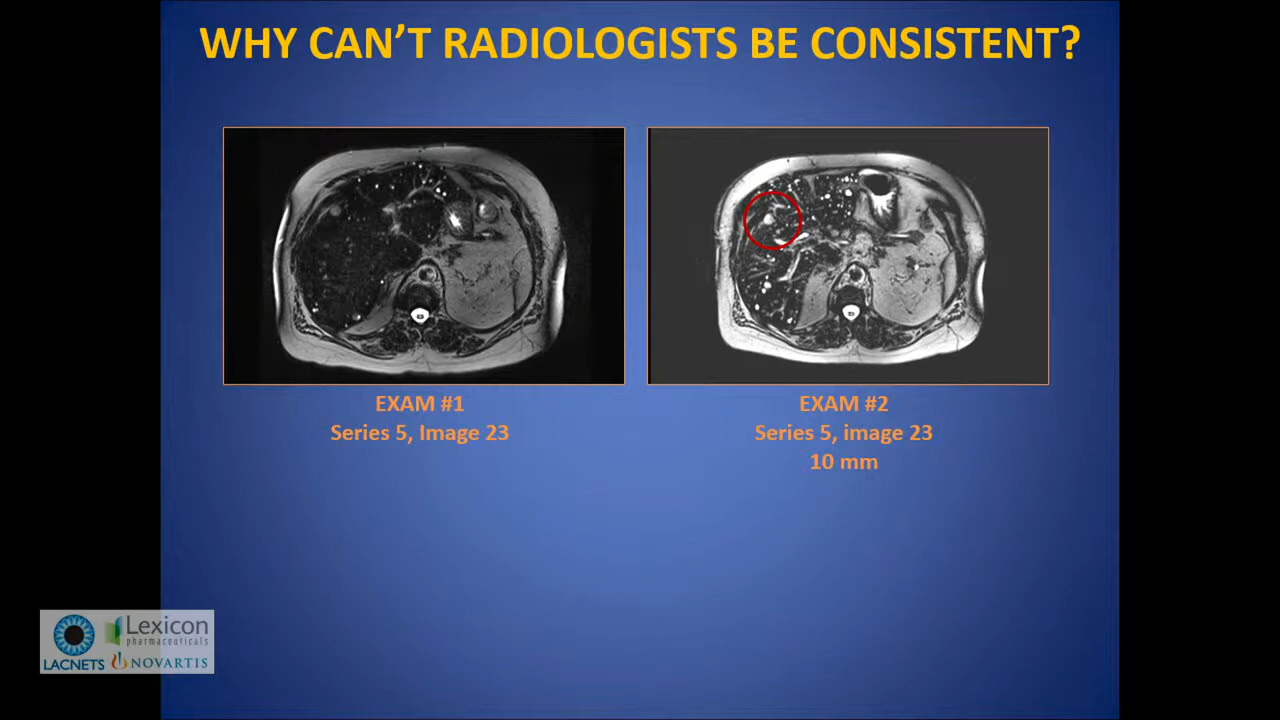 WHY CAN'T RADIOLOGISTS BE CONSISTENT?
EXAM #1
Series 5, Image 23
EXAM #2
Series 5, image 23
10 mm
Lexicon
pharmaceuticals
LACNETS
NOVARTIS